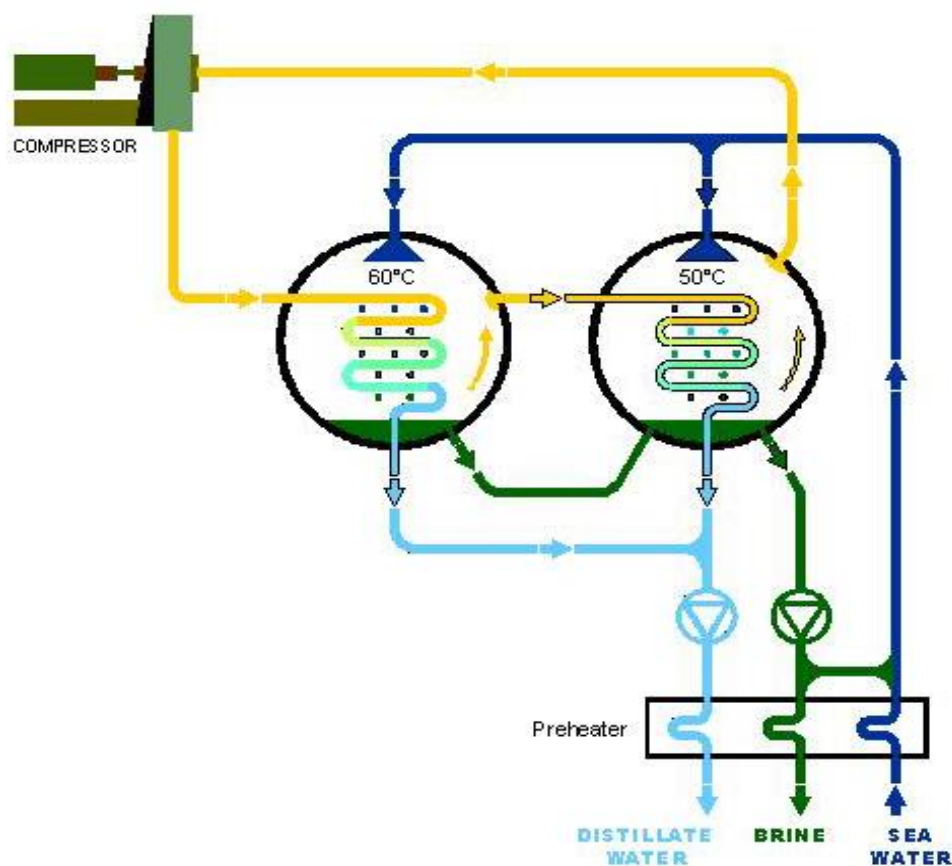 COMPRESSOR
60°C
50°C
Preheater
DISTILLATE
WATER
BRINE
SEA
WATER